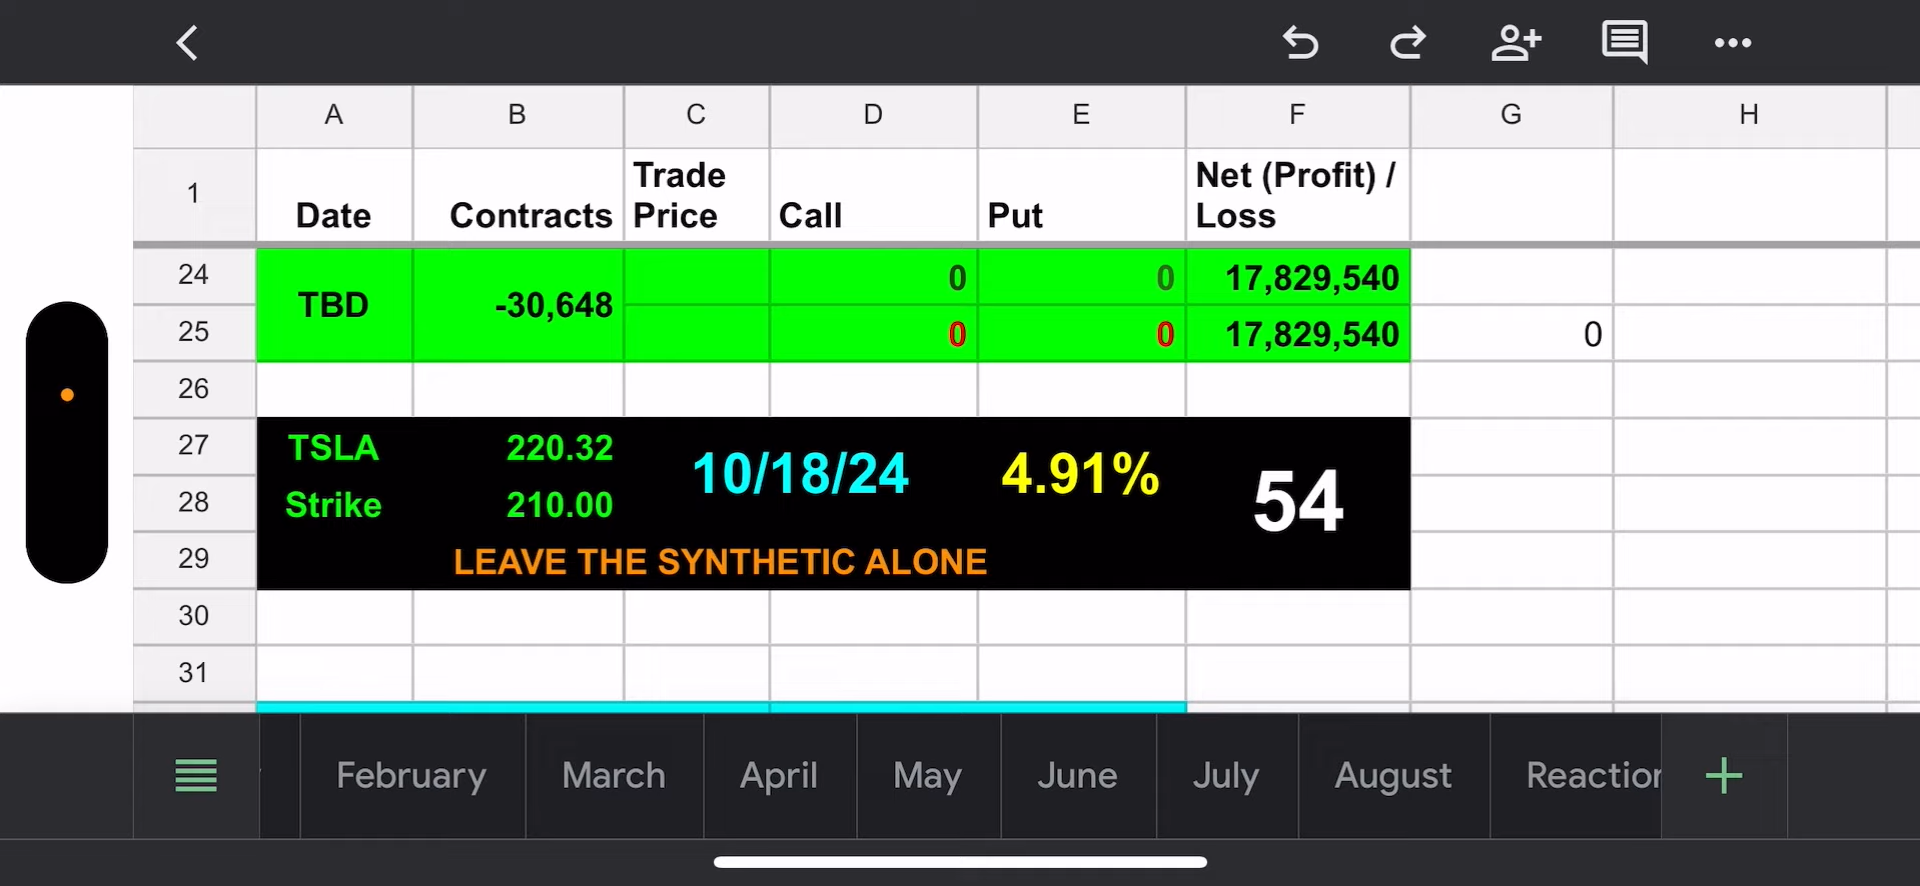 A B C D E F G H
1 Date Contracts Trade Price Call Put Net (Profit) / Loss
24 TBD -30,648 0 0 17,829,540
25 0 0 17,829,540 0
26
27 TSLA 220.32 10/18/24 4.91% 54
28 Strike 210.00
29 LEAVE THE SYNTHETIC ALONE
30
31
February March April May June July August Reaction